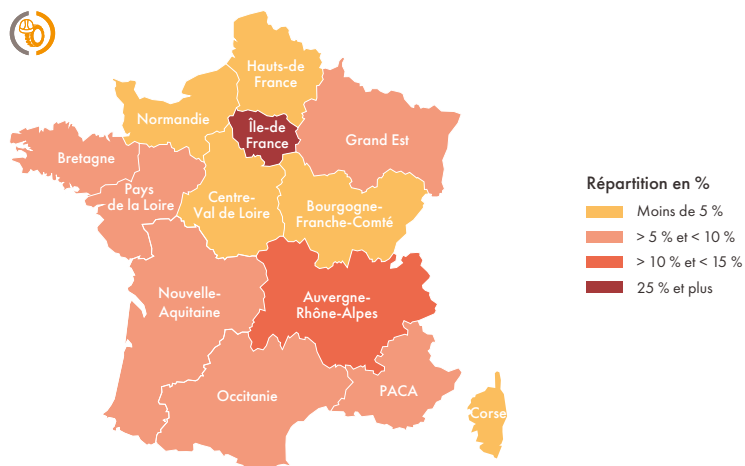 Hauts-de
France
Normandie
Île-de
France
Grand Est
Bretagne
Pays
de la Loire
Centre-
Val de Loire
Bourgogne-
Franche-Comté
Nouvelle-
Aquitaine
Auvergne-
Rhône-Alpes
Occitanie
PACA
Corse
Répartition en %
Moins de 5 %
> 5 % et < 10 %
> 10 % et < 15 %
25 % et plus